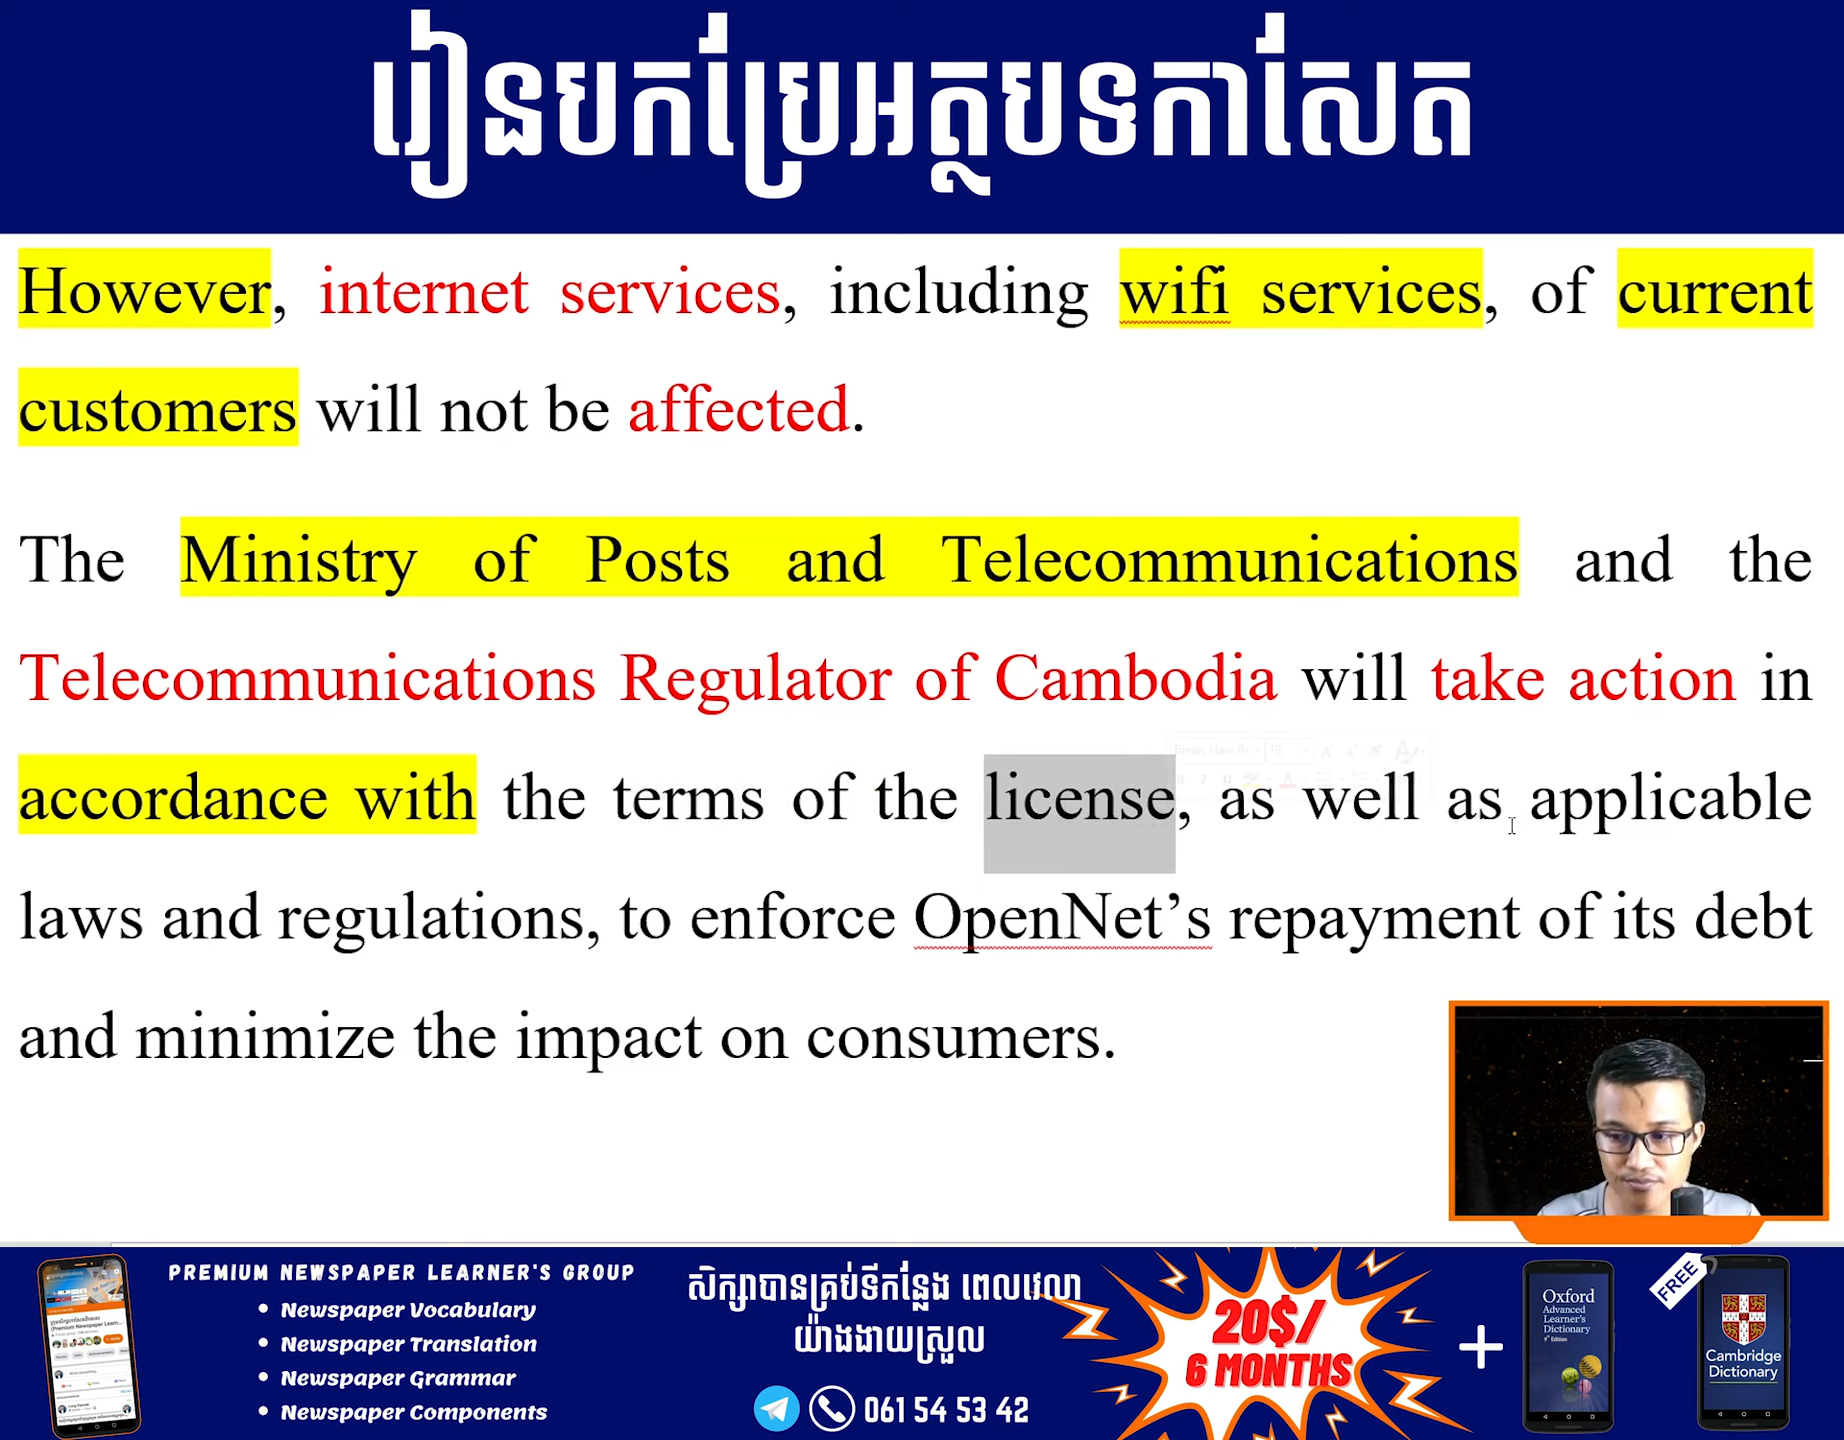 រៀនបកប្រែអត្ថបទកាសែត
However, internet services, including wifi services, of current
customers will not be affected.
The Ministry of Posts and Telecommunications and the
Telecommunications Regulator of Cambodia will take action in
accordance with the terms of the license, as well as applicable
laws and regulations, to enforce OpenNet’s repayment of its debt
and minimize the impact on consumers.
PREMIUM NEWSPAPER LEARNER'S GROUP
• Newspaper Vocabulary
• Newspaper Translation
• Newspaper Grammar
• Newspaper Components
សិក្សាបានគ្រប់ទីកន្លែង ពេលវេលា
យ៉ាងងាយស្រួល
061 54 53 42
20$/
6 MONTHS
+
Oxford
Advanced
Learner's
Dictionary
9th Edition
FREE
Cambridge
Dictionary